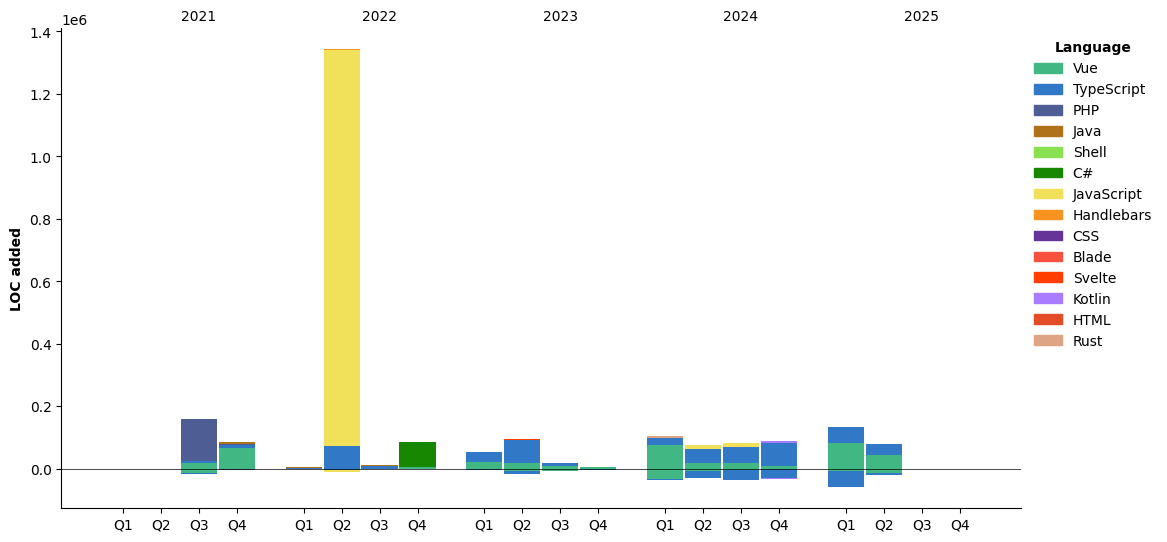 2021 2022 2023 2024 2025
1e6
1.4
1.2
1.0
0.8
0.6
0.4
0.2
0.0
LOC added
Q1 Q2 Q3 Q4 Q1 Q2 Q3 Q4 Q1 Q2 Q3 Q4 Q1 Q2 Q3 Q4 Q1 Q2 Q3 Q4
Language
Vue
TypeScript
PHP
Java
Shell
C#
JavaScript
Handlebars
CSS
Blade
Svelte
Kotlin
HTML
Rust